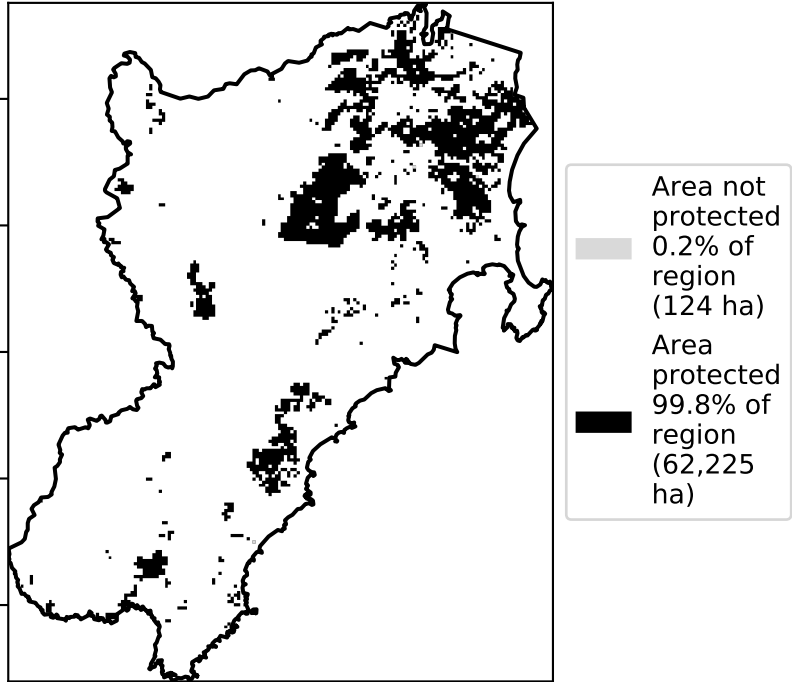 Area not
protected
0.2% of
region
(124 ha)
Area
protected
99.8% of
region
(62,225
ha)